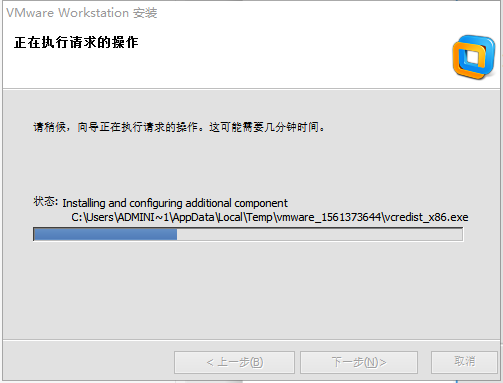 VMware Workstation 安装
正在执行请求的操作
请稍候，向导正在执行请求的操作。这可能需要几分钟时间。
状态: Installing and configuring additional component
C:\Users\ADMINI~1\AppData\Local\Temp\vmware_1561373644\vcredist_x86.exe
< 上一步(B) 下一步(N)> 取消